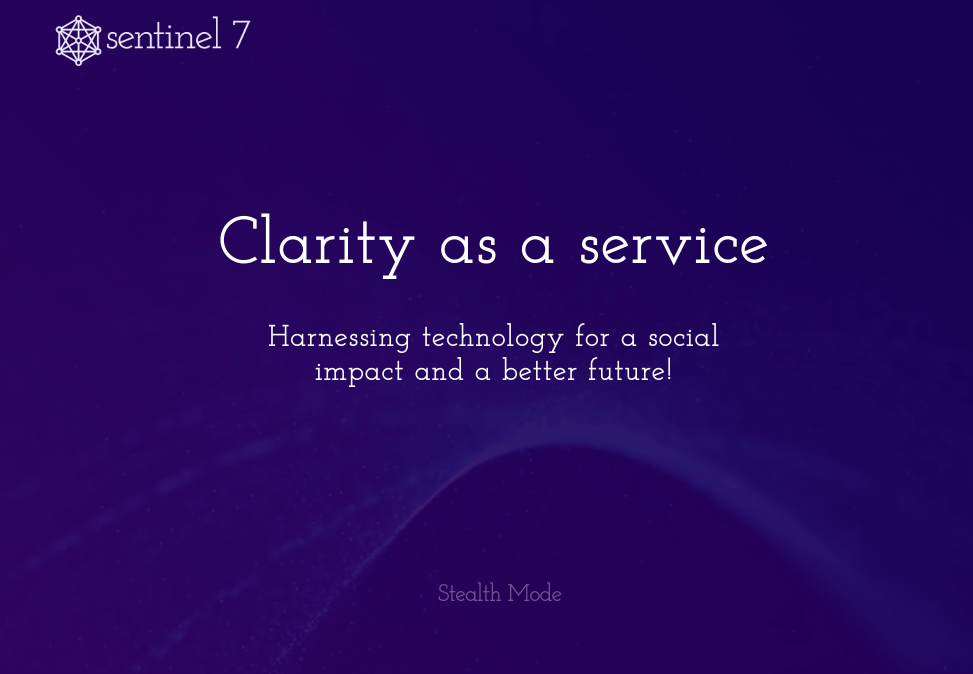 sentinel 7
Clarity as a service
Harnessing technology for a social
impact and a better future!
Stealth Mode